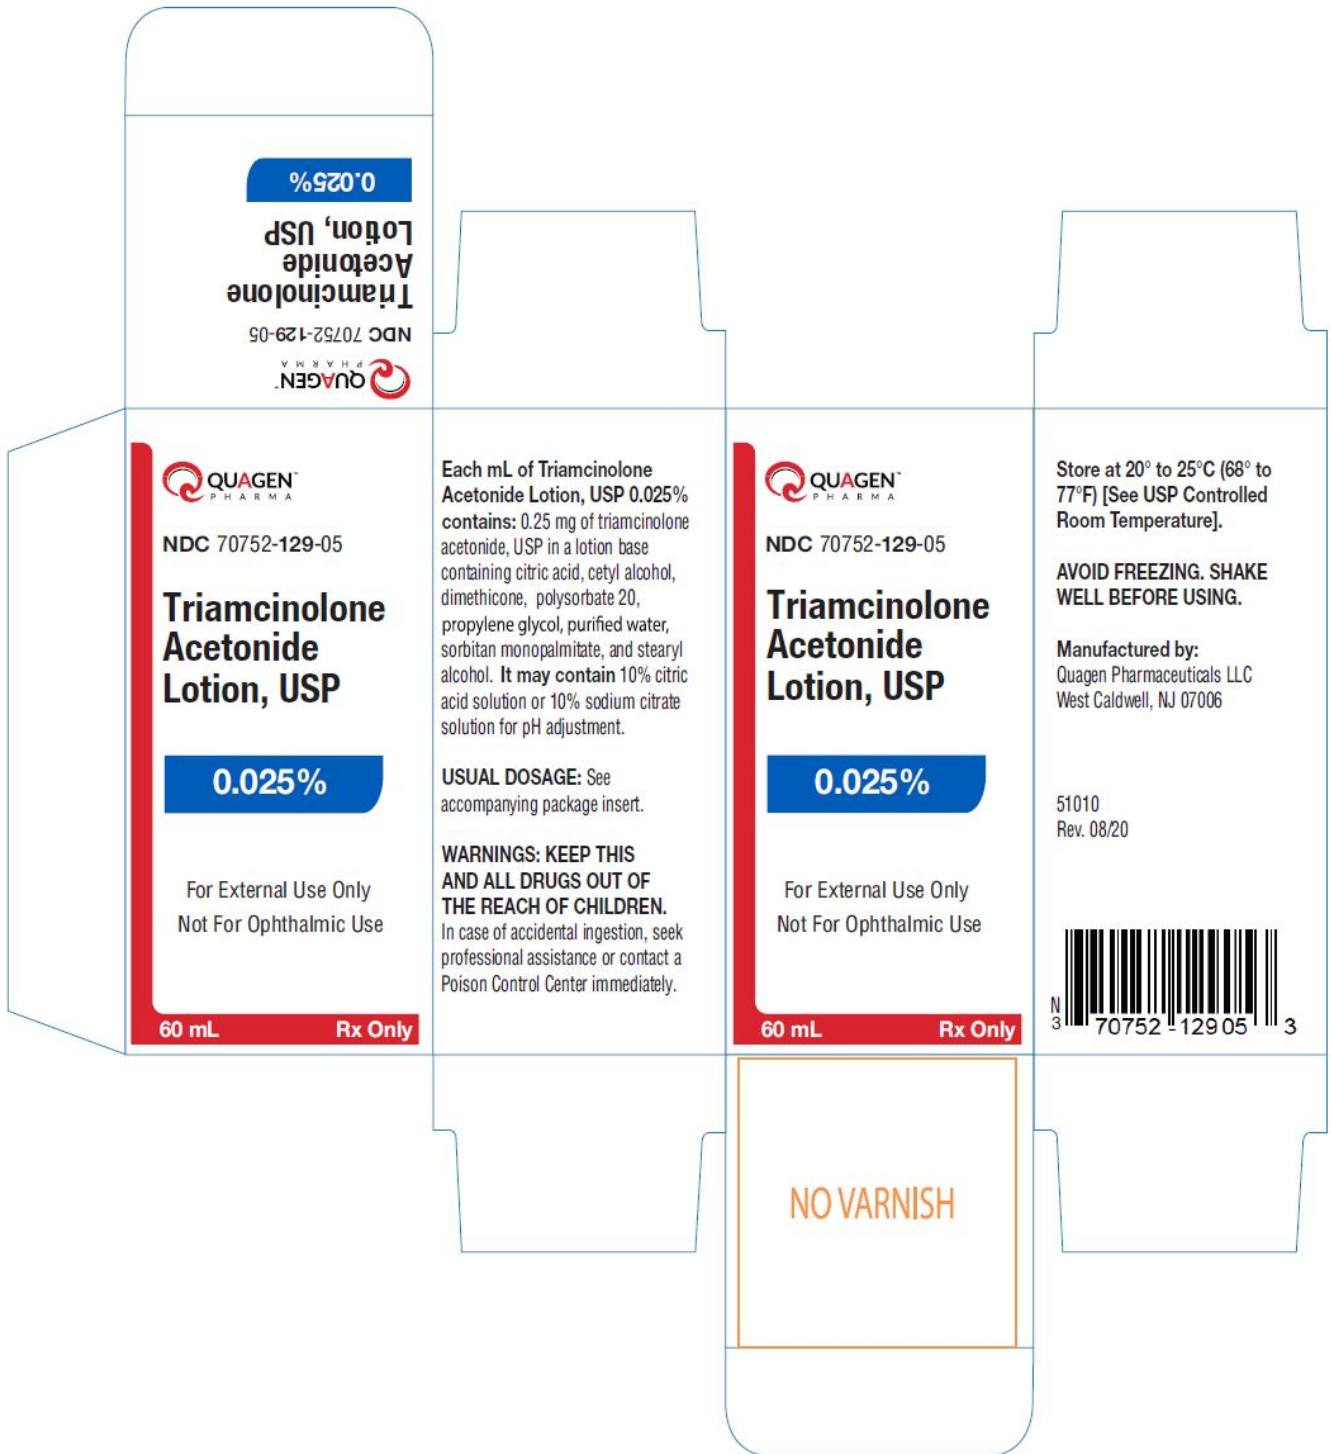 0.025%
Triamcinolone
Acetonide
Lotion, USP
NDC 70752-129-05
QUAGEN™
PHARMA
QUAGEN™
PHARMA
NDC 70752-129-05
Triamcinolone
Acetonide
Lotion, USP
0.025%
For External Use Only
Not For Ophthalmic Use
60 mL Rx Only
Each mL of Triamcinolone
Acetonide Lotion, USP 0.025%
contains: 0.25 mg of triamcinolone
acetonide, USP in a lotion base
containing citric acid, cetyl alcohol,
dimethicone, polysorbate 20,
propylene glycol, purified water,
sorbitan monopalmitate, and stearyl
alcohol. It may contain 10% citric
acid solution or 10% sodium citrate
solution for pH adjustment.
USUAL DOSAGE: See
accompanying package insert.
WARNINGS: KEEP THIS
AND ALL DRUGS OUT OF
THE REACH OF CHILDREN.
In case of accidental ingestion, seek
professional assistance or contact a
Poison Control Center immediately.
QUAGEN™
PHARMA
NDC 70752-129-05
Triamcinolone
Acetonide
Lotion, USP
0.025%
For External Use Only
Not For Ophthalmic Use
60 mL Rx Only
NO VARNISH
Store at 20° to 25°C (68° to
77°F) [See USP Controlled
Room Temperature].
AVOID FREEZING. SHAKE
WELL BEFORE USING.
Manufactured by:
Quagen Pharmaceuticals LLC
West Caldwell, NJ 07006
51010
Rev. 08/20
N
3 70752-12905 3